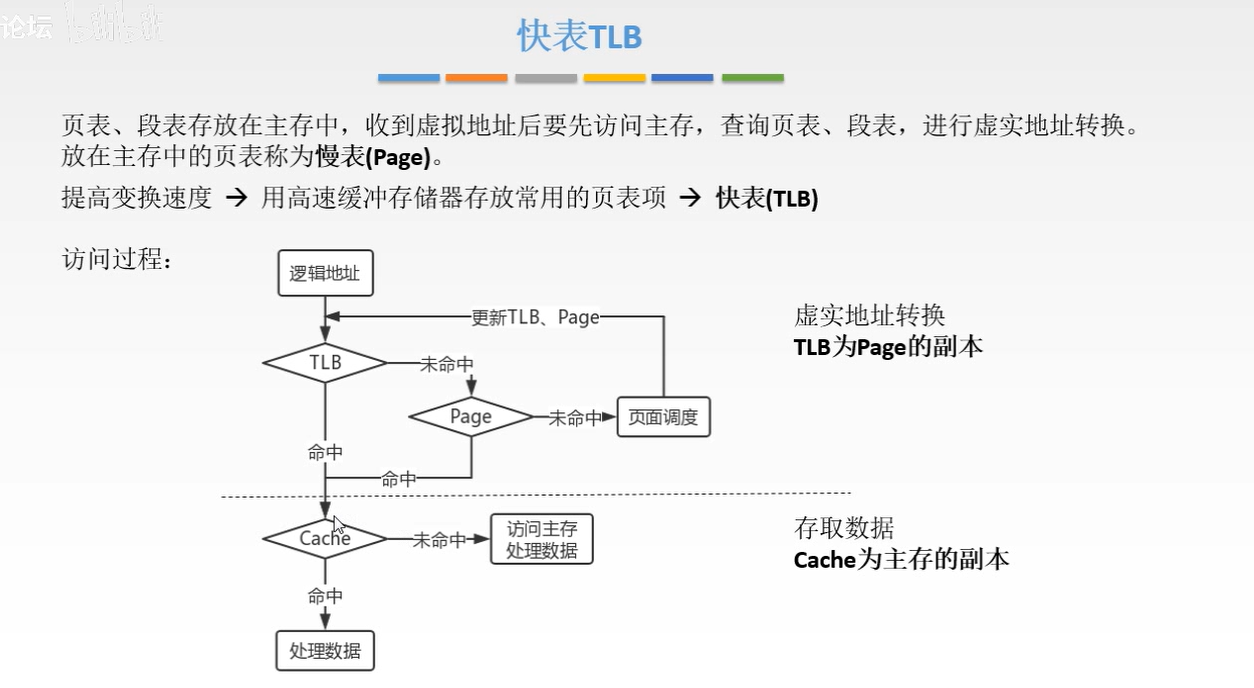 论坛 bilibili
快表TLB
页表、段表存放在主存中，收到虚拟地址后要先访问主存，查询页表、段表，进行虚实地址转换。
放在主存中的页表称为慢表(Page)。
提高变换速度 → 用高速缓冲存储器存放常用的页表项 → 快表(TLB)
访问过程：
逻辑地址
更新TLB、Page
虚实地址转换
TLB为Page的副本
TLB
未命中
Page
未命中
页面调度
命中
命中
存取数据
Cache为主存的副本
Cache
未命中
访问主存
处理数据
命中
处理数据